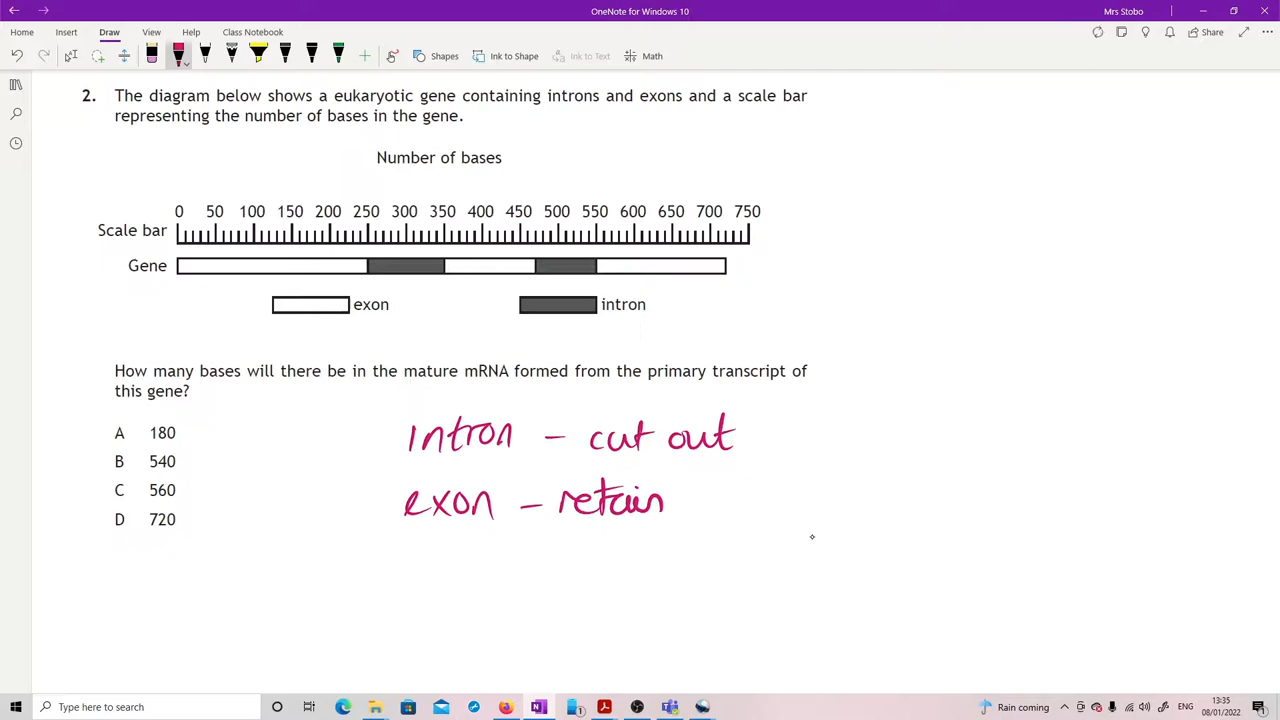 OneNote for Windows 10
Mrs Stobo
Home Insert Draw View Help Class Notebook
Share
Shapes Ink to Shape Ink to Text Math
2. The diagram below shows a eukaryotic gene containing introns and exons and a scale bar
representing the number of bases in the gene.
Number of bases
0 50 100 150 200 250 300 350 400 450 500 550 600 650 700 750
Scale bar
Gene
exon intron
How many bases will there be in the mature mRNA formed from the primary transcript of
this gene?
A 180
B 540
C 560
D 720
intron - cut out
exon - retain
Type here to search
Rain coming
ENG
13:35
08/01/2022